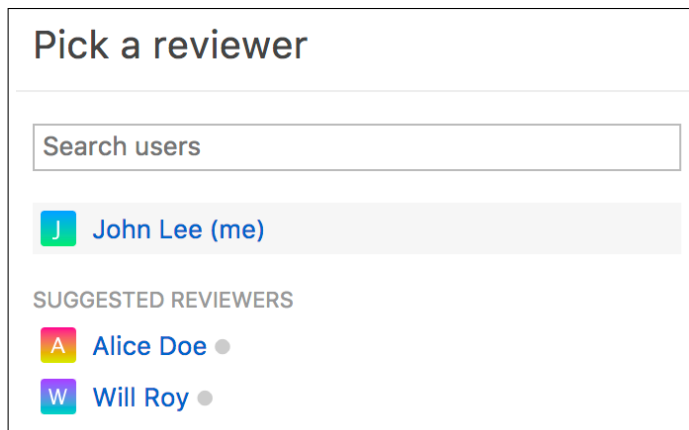 Pick a reviewer
Search users
J John Lee (me)
SUGGESTED REVIEWERS
A Alice Doe
W Will Roy